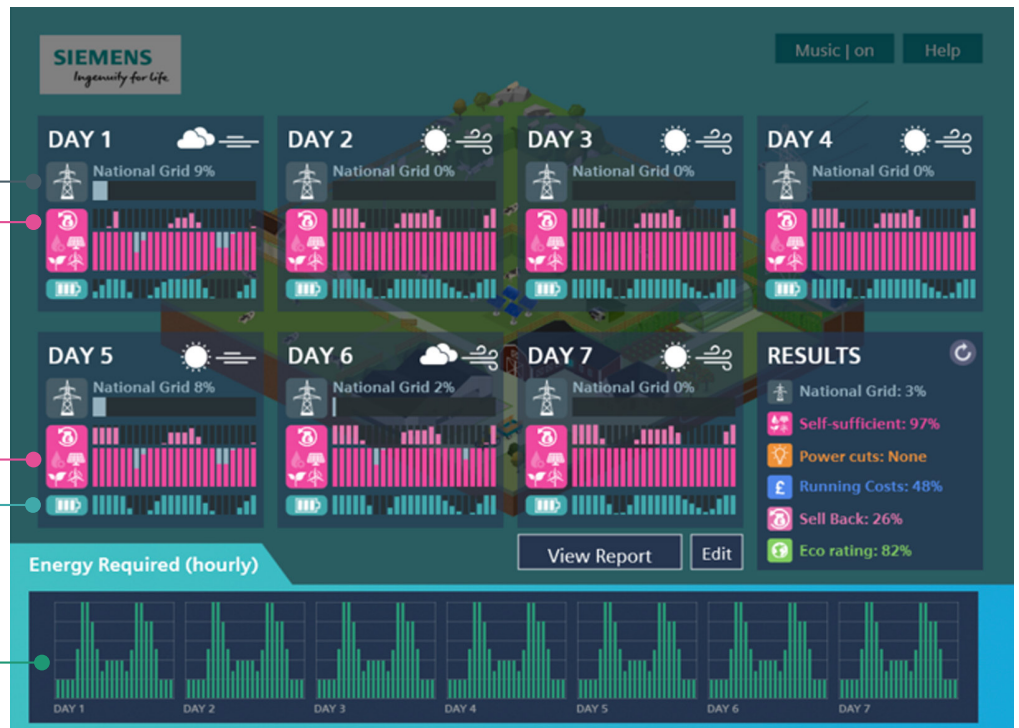 SIEMENS
Ingenuity for life
Music | on
Help
DAY 1
National Grid 9%
DAY 2
National Grid 0%
DAY 3
National Grid 0%
DAY 4
National Grid 0%
DAY 5
National Grid 8%
DAY 6
National Grid 2%
DAY 7
National Grid 0%
RESULTS
National Grid: 3%
Self-sufficient: 97%
Power cuts: None
£ Running Costs: 48%
Sell Back: 26%
Eco rating: 82%
View Report
Edit
Energy Required (hourly)
DAY 1
DAY 2
DAY 3
DAY 4
DAY 5
DAY 6
DAY 7